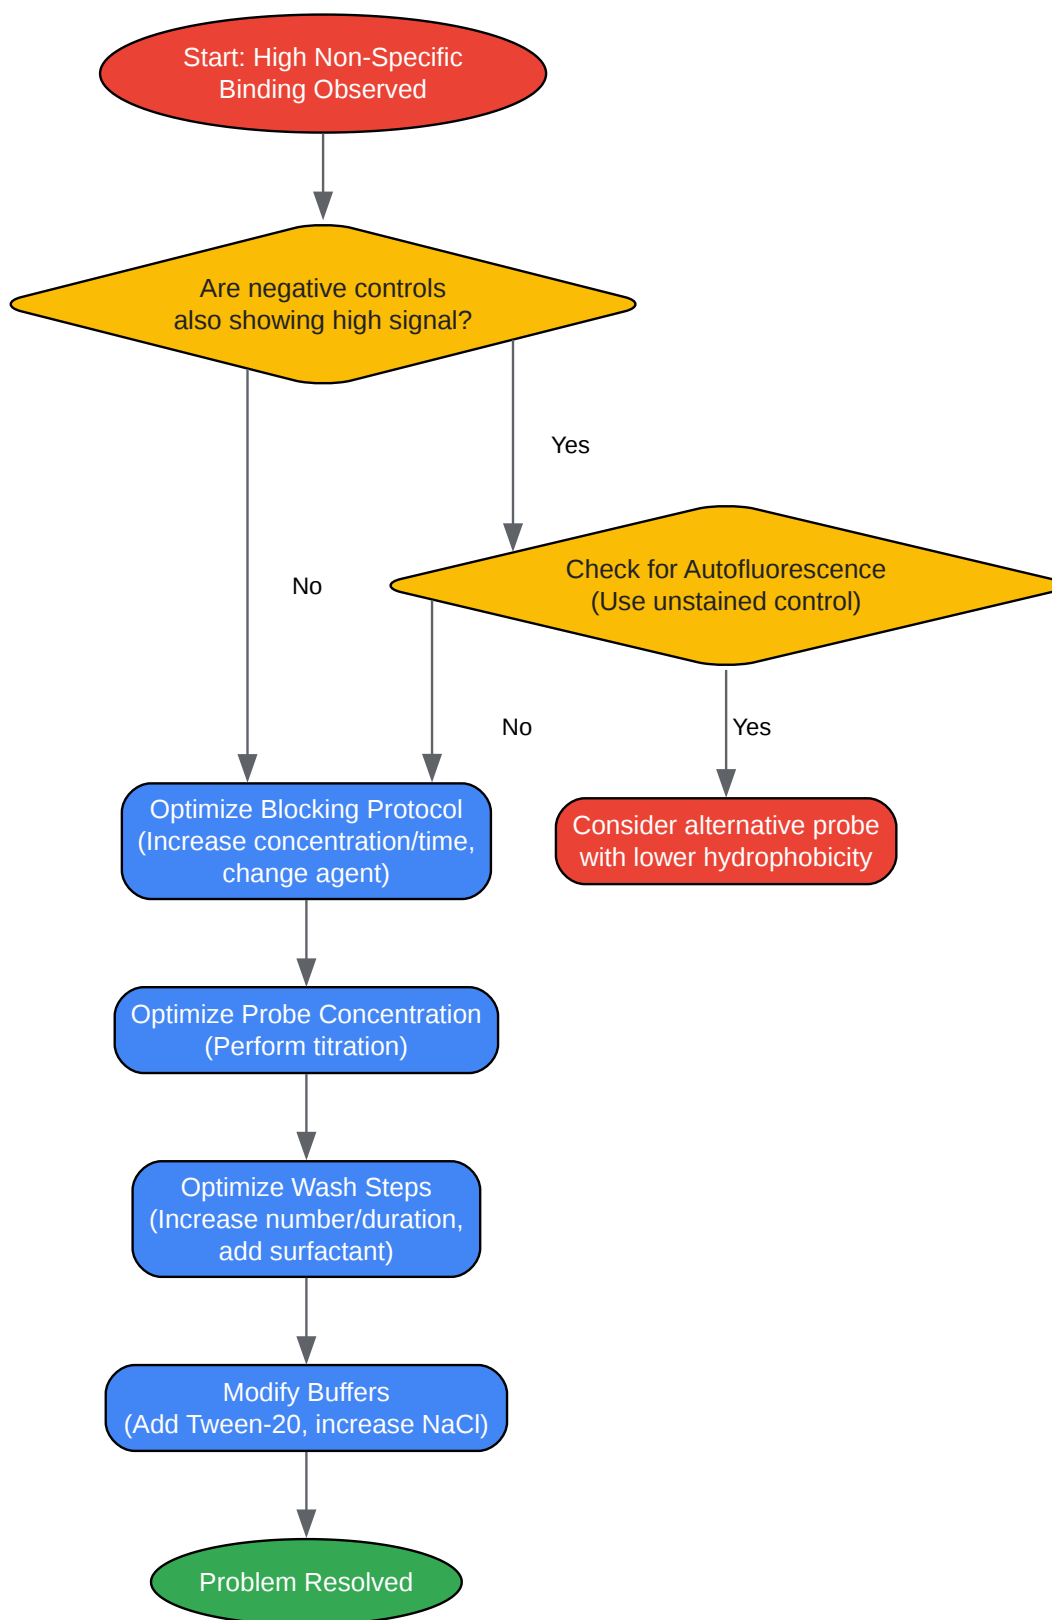 Start: High Non-Specific
Binding Observed
Are negative controls
also showing high signal?
Yes
Check for Autofluorescence
(Use unstained control)
No
No
Yes
Optimize Blocking Protocol
(Increase concentration/time,
change agent)
Consider alternative probe
with lower hydrophobicity
Optimize Probe Concentration
(Perform titration)
Optimize Wash Steps
(Increase number/duration,
add surfactant)
Modify Buffers
(Add Tween-20, increase NaCl)
Problem Resolved